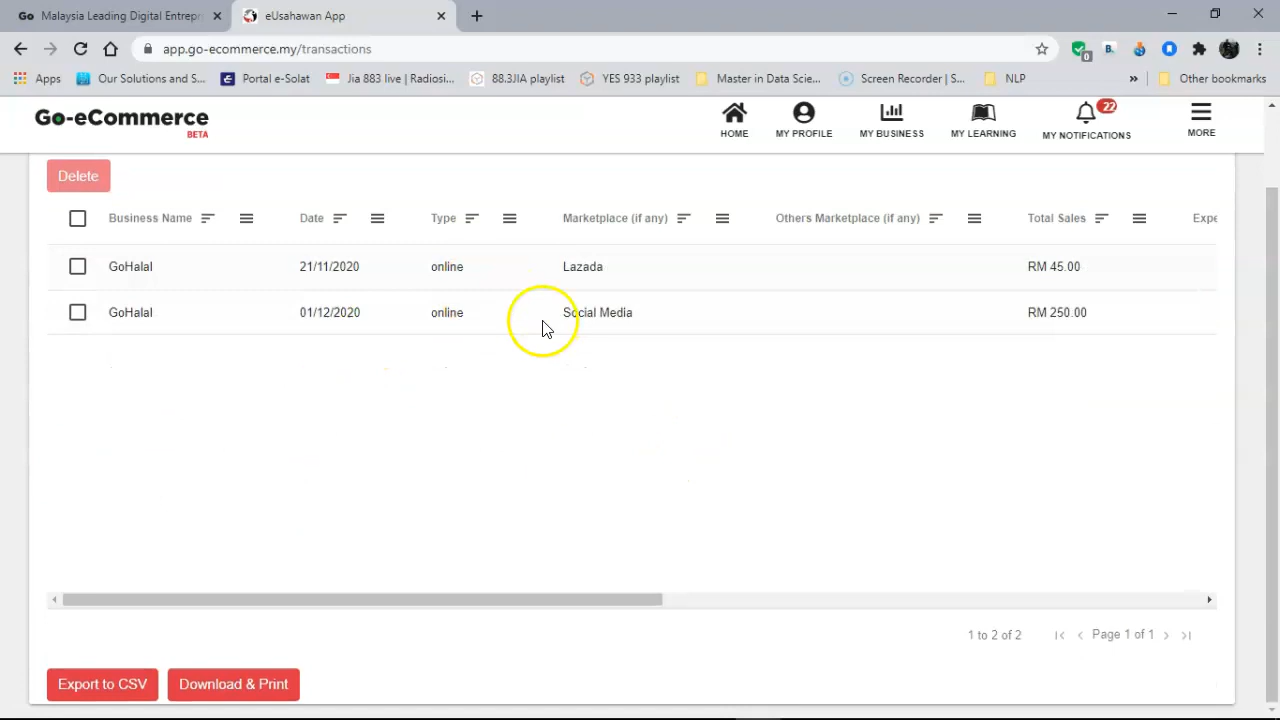 Go Malaysia Leading Digital Entrepr
eUsahawan App
app.go-ecommerce.my/transactions
0
B.
Apps
Our Solutions and S...
Portal e-Solat
Jia 883 live | Radiosi...
88.3JIA playlist
YES 933 playlist
Master in Data Scie...
Screen Recorder | S...
NLP
»
Other bookmarks
Go-eCommerce
BETA
HOME
MY PROFILE
MY BUSINESS
MY LEARNING
22
MY NOTIFICATIONS
MORE
Delete
Business Name Date Type Marketplace (if any) Others Marketplace (if any) Total Sales Expe
GoHalal 21/11/2020 online Lazada RM 45.00
GoHalal 01/12/2020 online Social Media RM 250.00
1 to 2 of 2 Page 1 of 1
Export to CSV
Download & Print